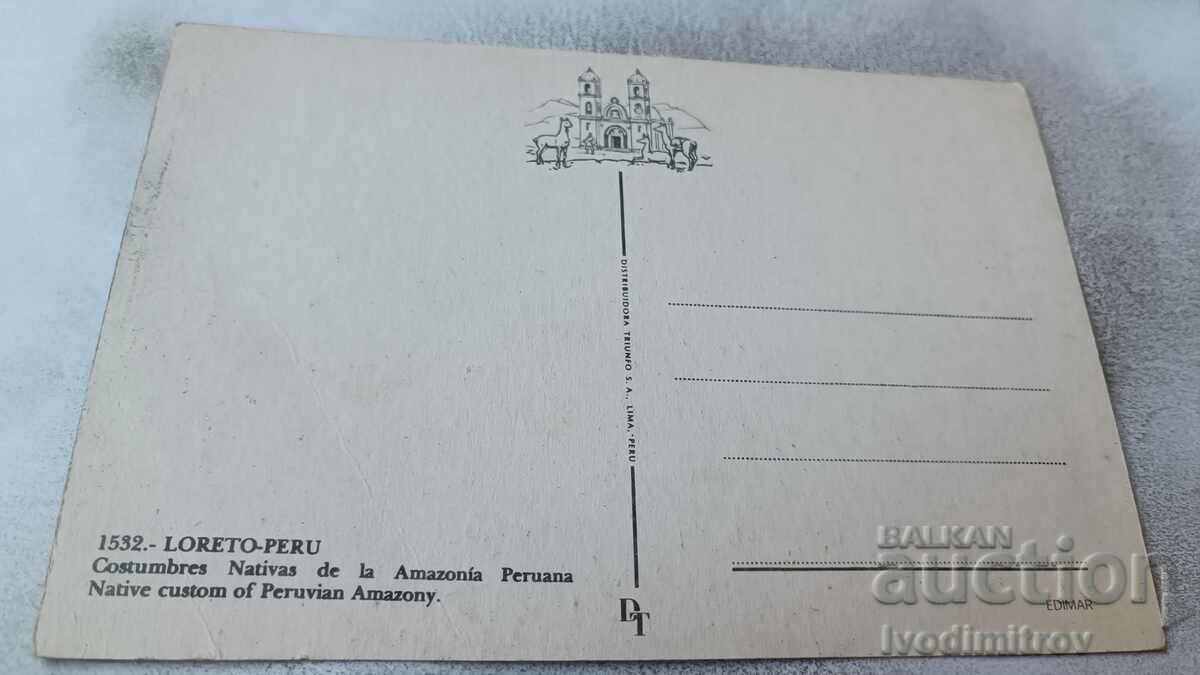 DISTRIBUIDORA TRIUNFO S. A., LIMA, - PERU
1532.- LORETO-PERU
Costumbres Nativas de la Amazonía Peruana
Native custom of Peruvian Amazony.
DT
EDIMAR
BALKAN
auction
Ivodimitrov